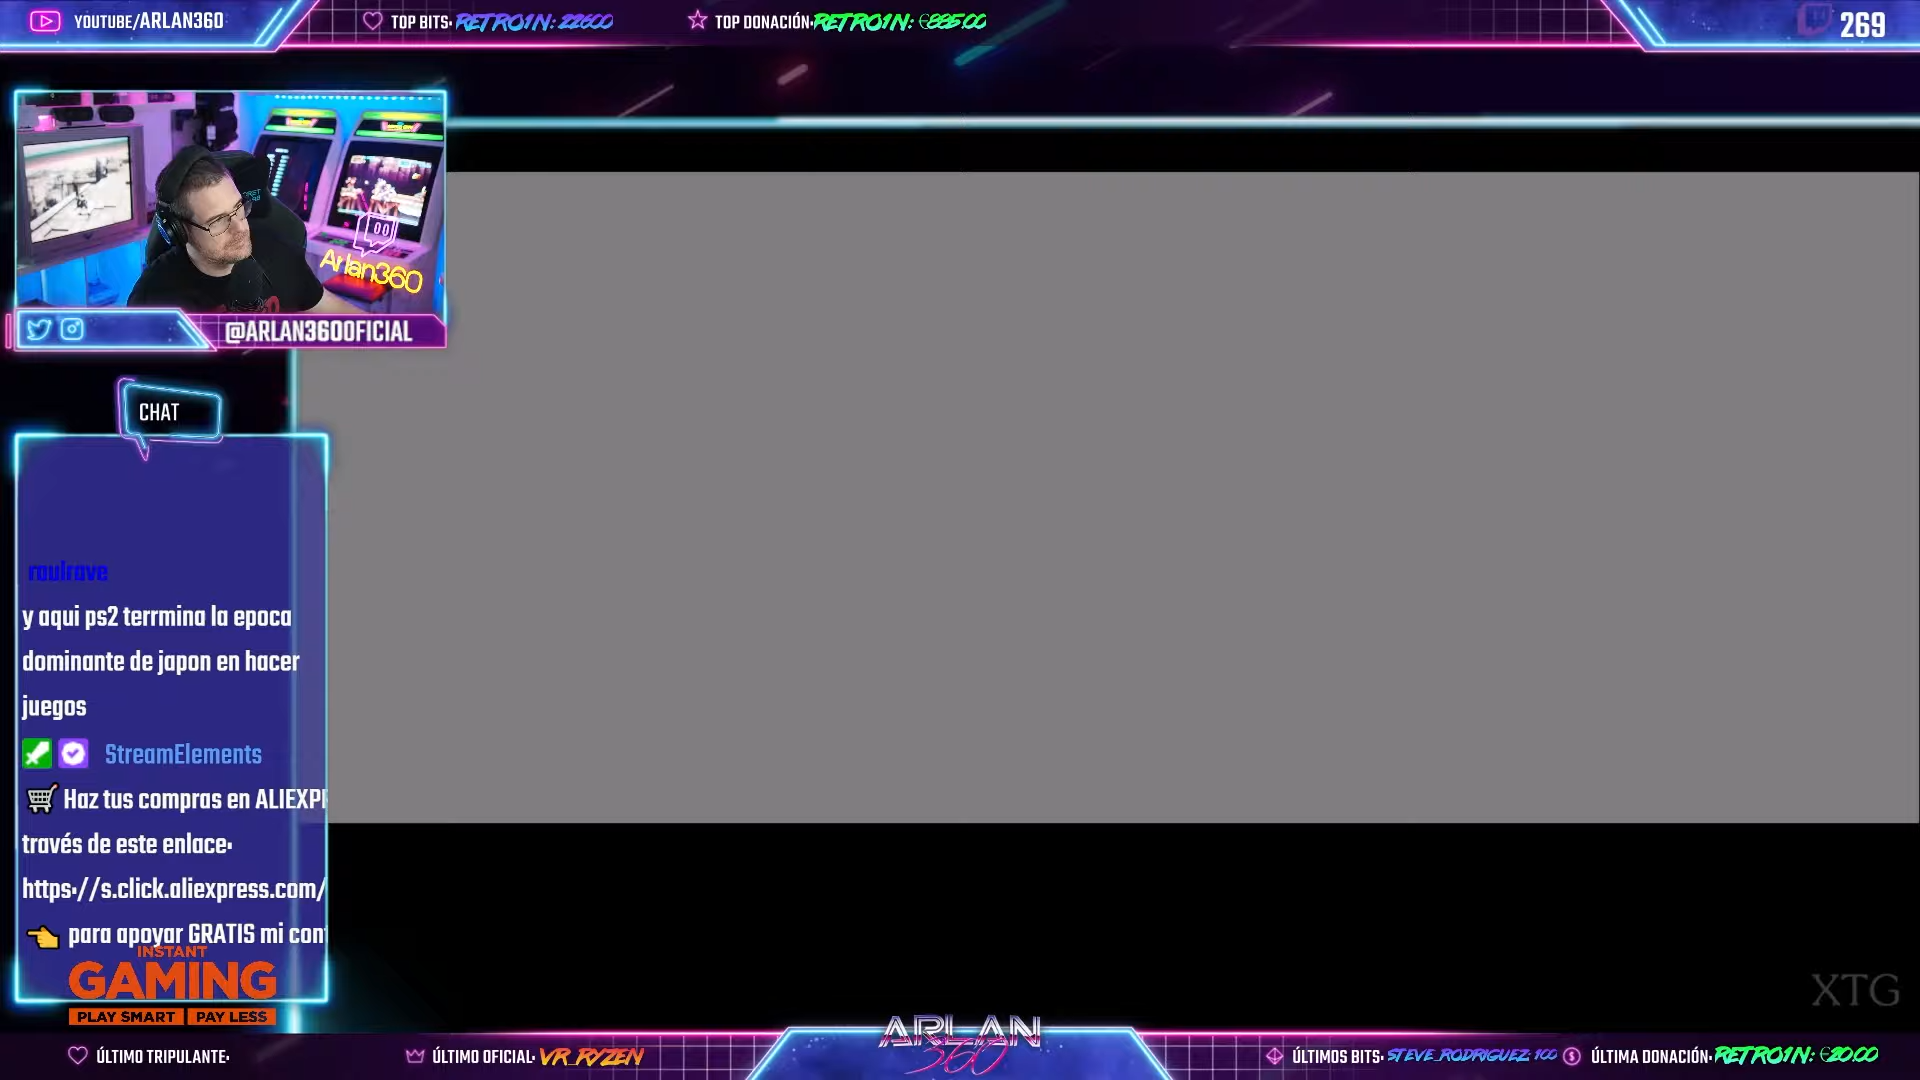 YOUTUBE/ARLAN360
TOP BITS: RETRO1N: 22600
TOP DONACIÓN: RETRO1N: €885.00
269
Arlan360
@ARLAN360OFICIAL
CHAT
raulrave
y aqui ps2 terrmina la epoca
dominante de japon en hacer
juegos
StreamElements
Haz tus compras en ALIEXP
través de este enlace:
https://s.click.aliexpress.com/
para apoyar GRATIS mi con
INSTANT
GAMING
PLAY SMART PAY LESS
XTG
ÚLTIMO TRIPULANTE:
ÚLTIMO OFICIAL: VR_RYZEN
ARLAN
360
ÚLTIMOS BITS: STEVE_RODRIGUEZ: 100
ÚLTIMA DONACIÓN: RETRO1N: €20.00